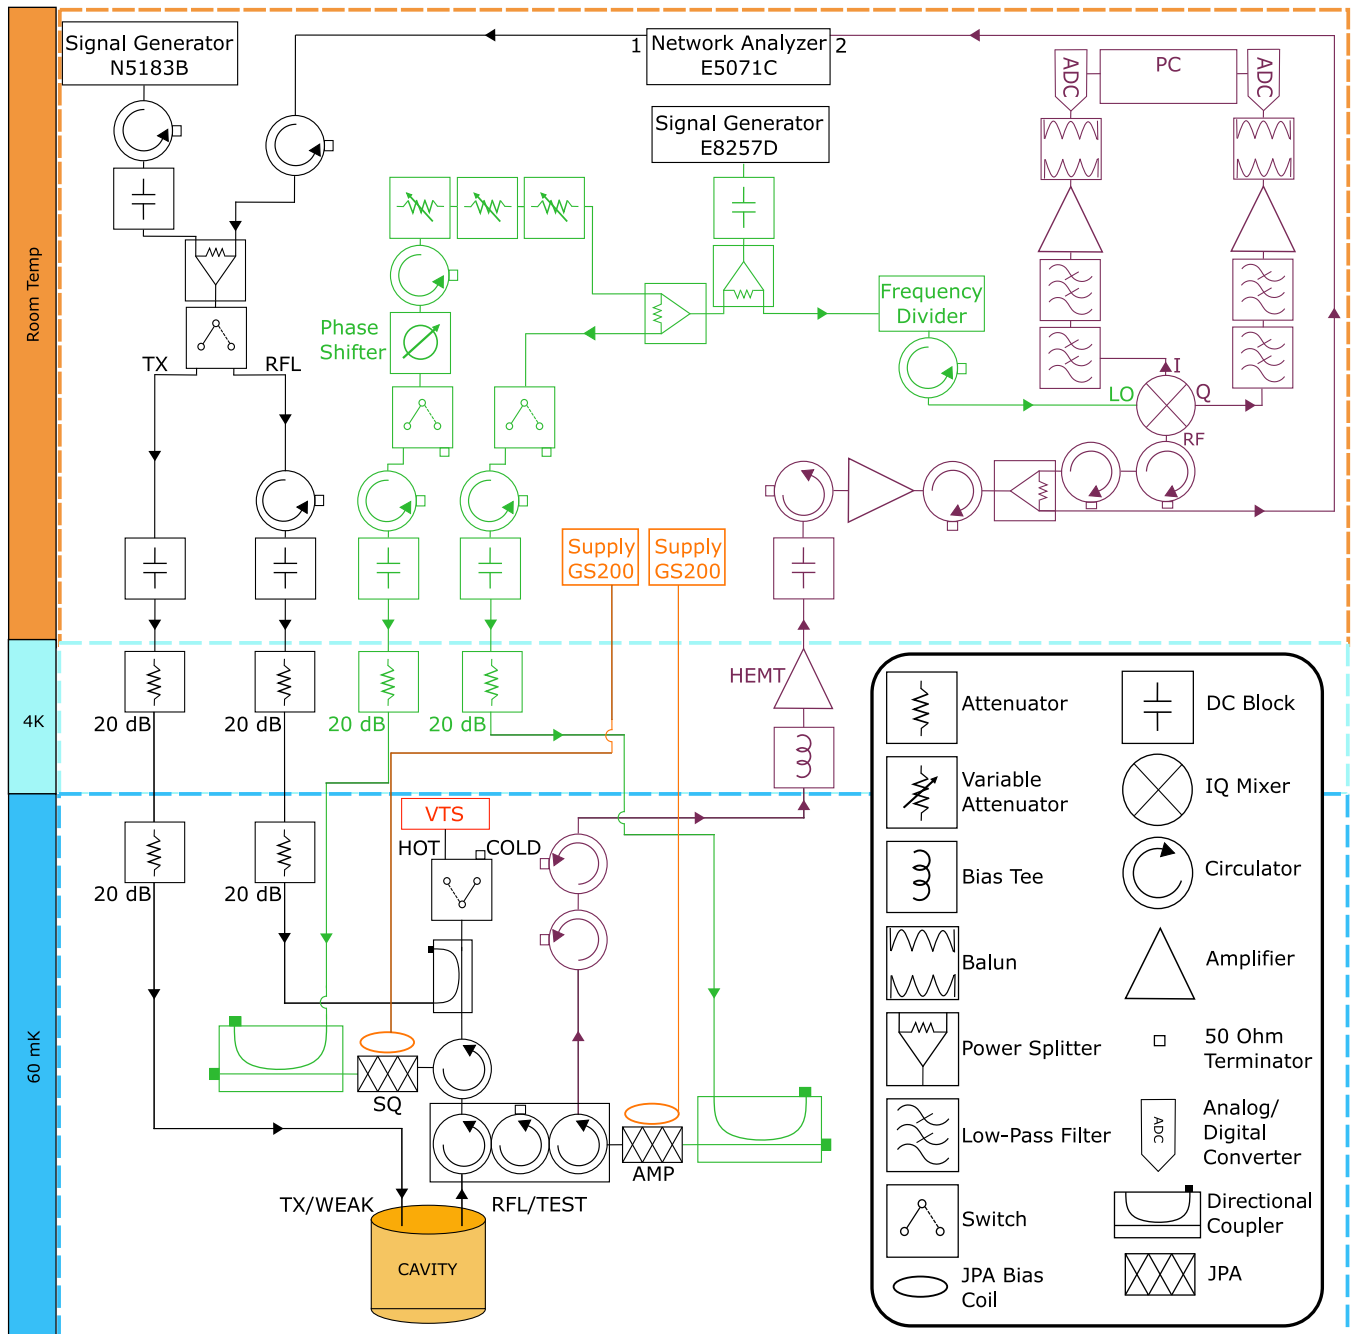 Signal Generator
N5183B
1
Network Analyzer
E5071C
2
ADC
PC
ADC
Signal Generator
E8257D
Room Temp
Frequency
Divider
Phase
Shifter
TX
RFL
I
LO
Q
RF
Supply
GS200
Supply
GS200
4K
HEMT
20 dB
20 dB
20 dB
20 dB
60 mK
VTS
HOT
COLD
20 dB
20 dB
SQ
AMP
TX/WEAK
RFL/TEST
CAVITY
Attenuator
DC Block
Variable
Attenuator
IQ Mixer
Bias Tee
Circulator
Balun
Amplifier
Power Splitter
50 Ohm
Terminator
Low-Pass Filter
ADC
Analog/
Digital
Converter
Switch
Directional
Coupler
JPA Bias
Coil
JPA